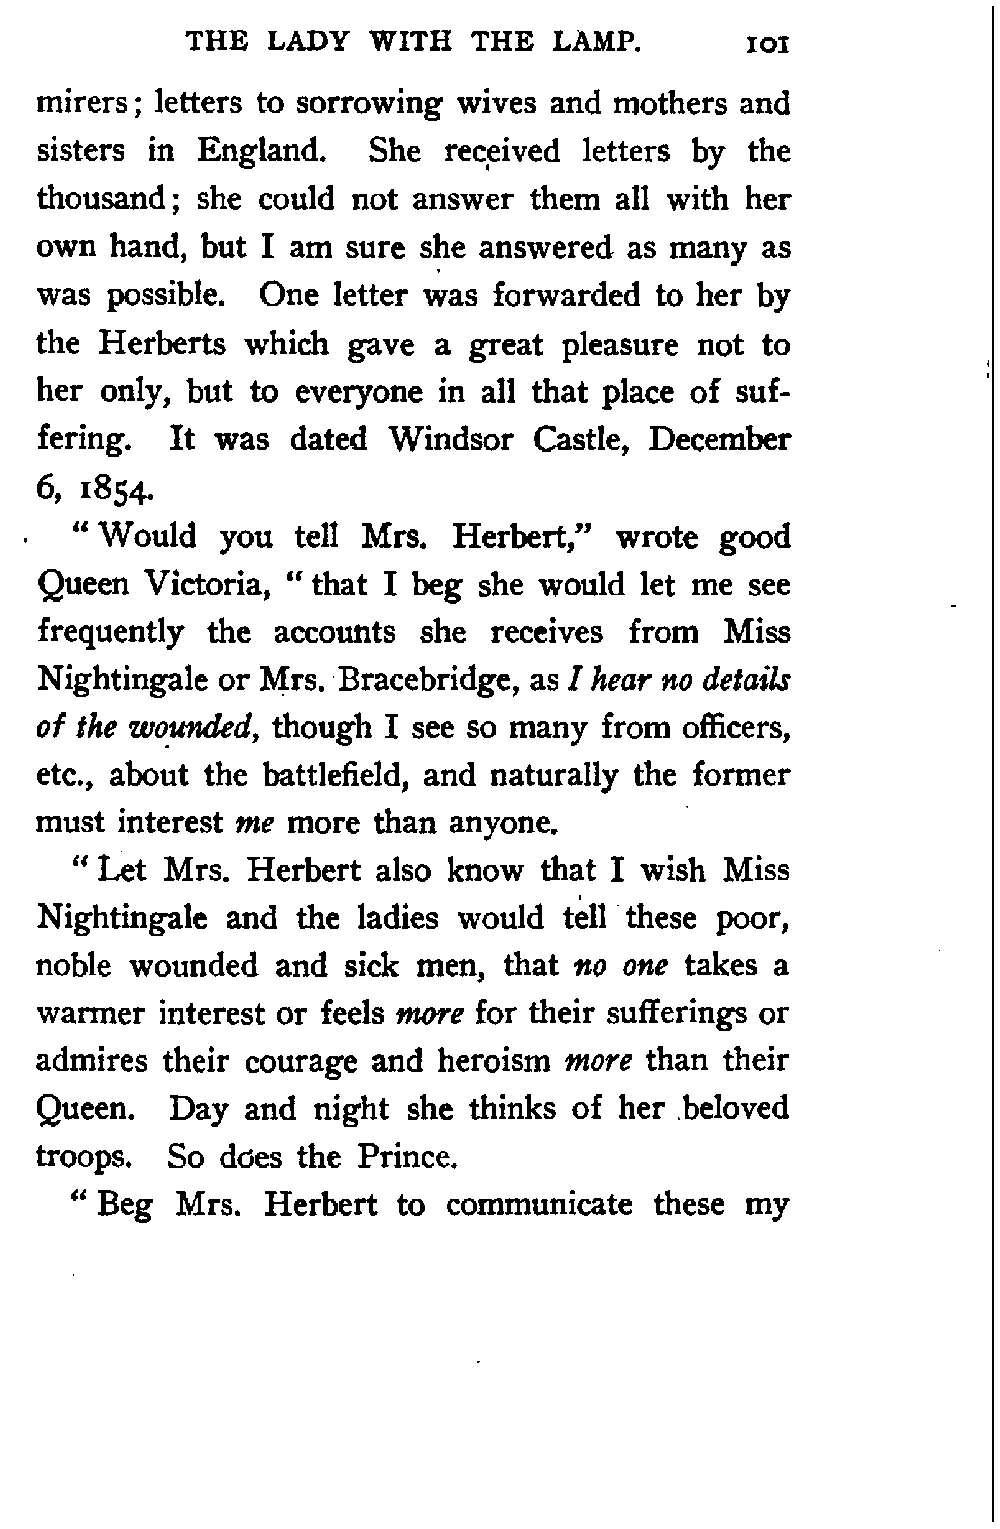 THE LADY WITH THE LAMP. 101
mirers; letters to sorrowing wives and mothers and
sisters in England. She received letters by the
thousand; she could not answer them all with her
own hand, but I am sure she answered as many as
was possible. One letter was forwarded to her by
the Herberts which gave a great pleasure not to
her only, but to everyone in all that place of suf-
fering. It was dated Windsor Castle, December
6, 1854.
"Would you tell Mrs. Herbert," wrote good
Queen Victoria, "that I beg she would let me see
frequently the accounts she receives from Miss
Nightingale or Mrs. Bracebridge, as I hear no details
of the wounded, though I see so many from officers,
etc., about the battlefield, and naturally the former
must interest me more than anyone.
"Let Mrs. Herbert also know that I wish Miss
Nightingale and the ladies would tell these poor,
noble wounded and sick men, that no one takes a
warmer interest or feels more for their sufferings or
admires their courage and heroism more than their
Queen. Day and night she thinks of her beloved
troops. So does the Prince.
"Beg Mrs. Herbert to communicate these my